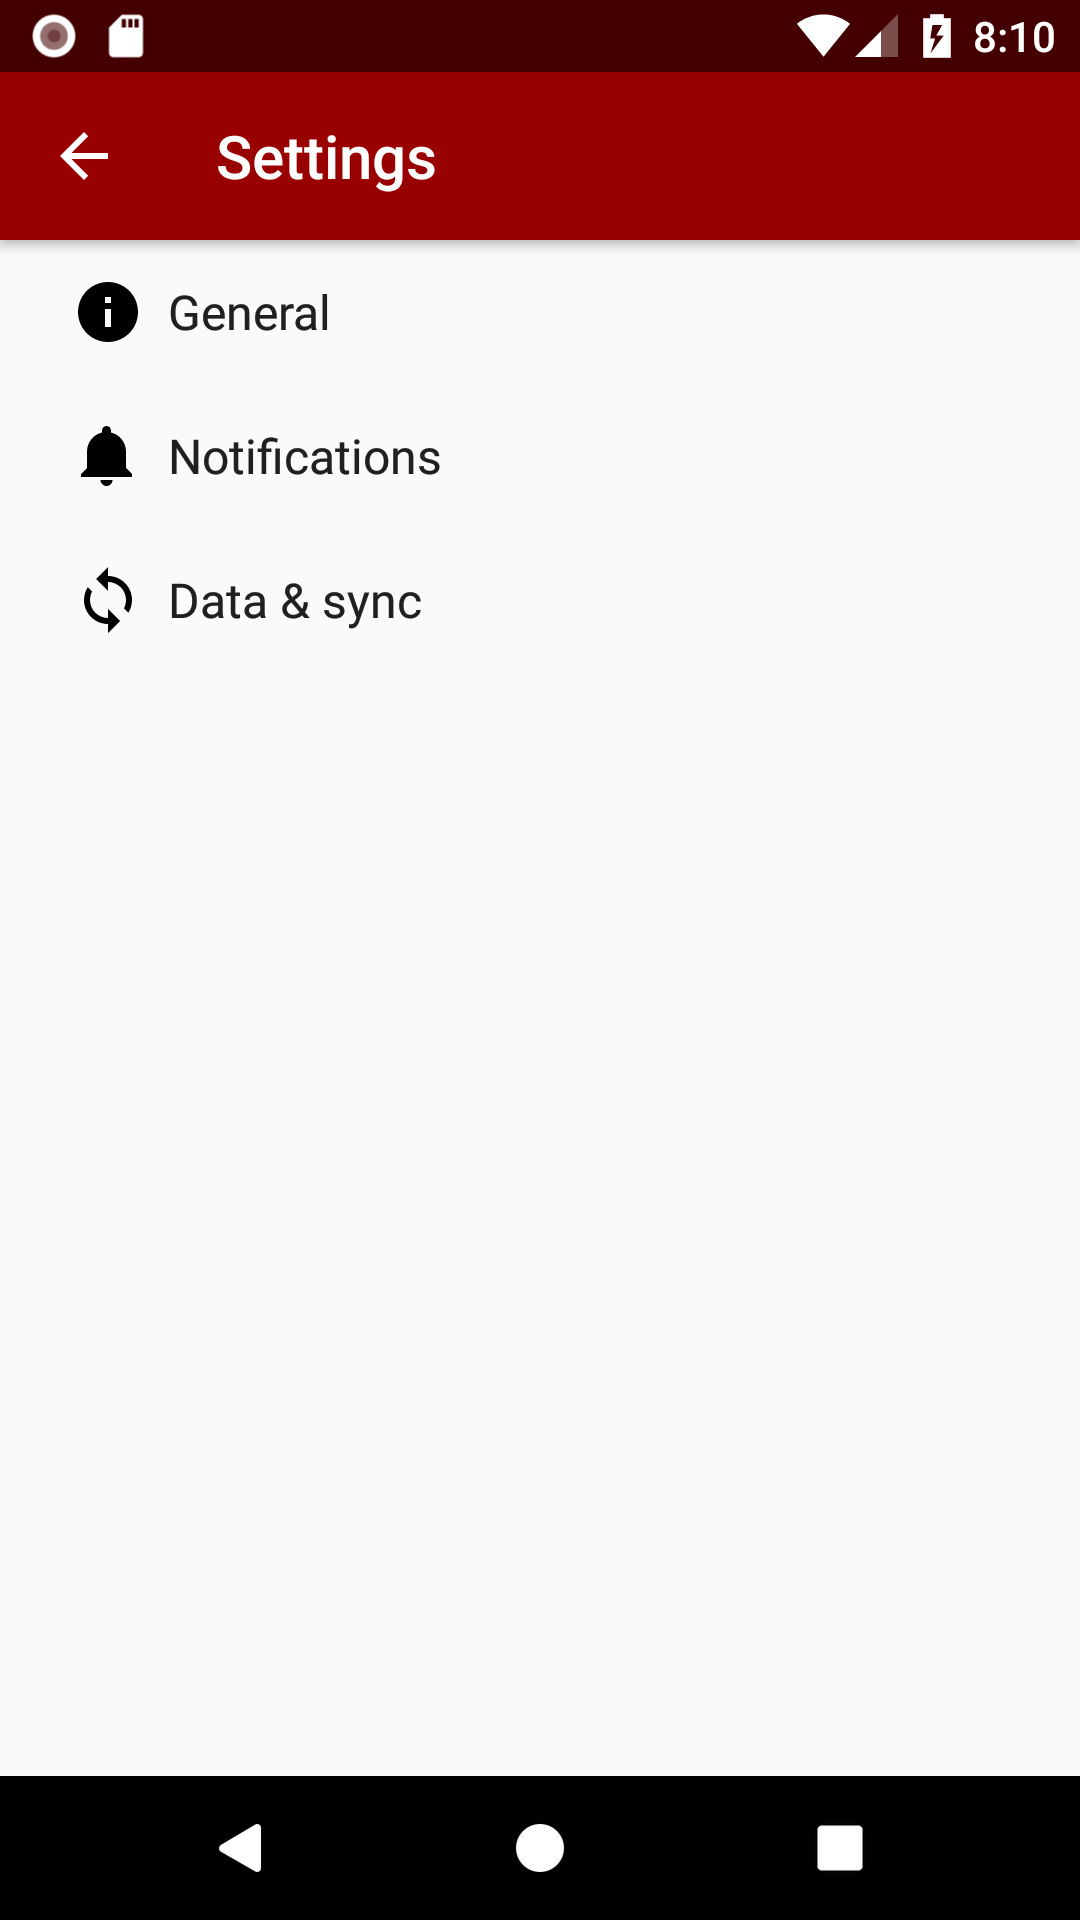 8:10
Settings
General
Notifications
Data & sync